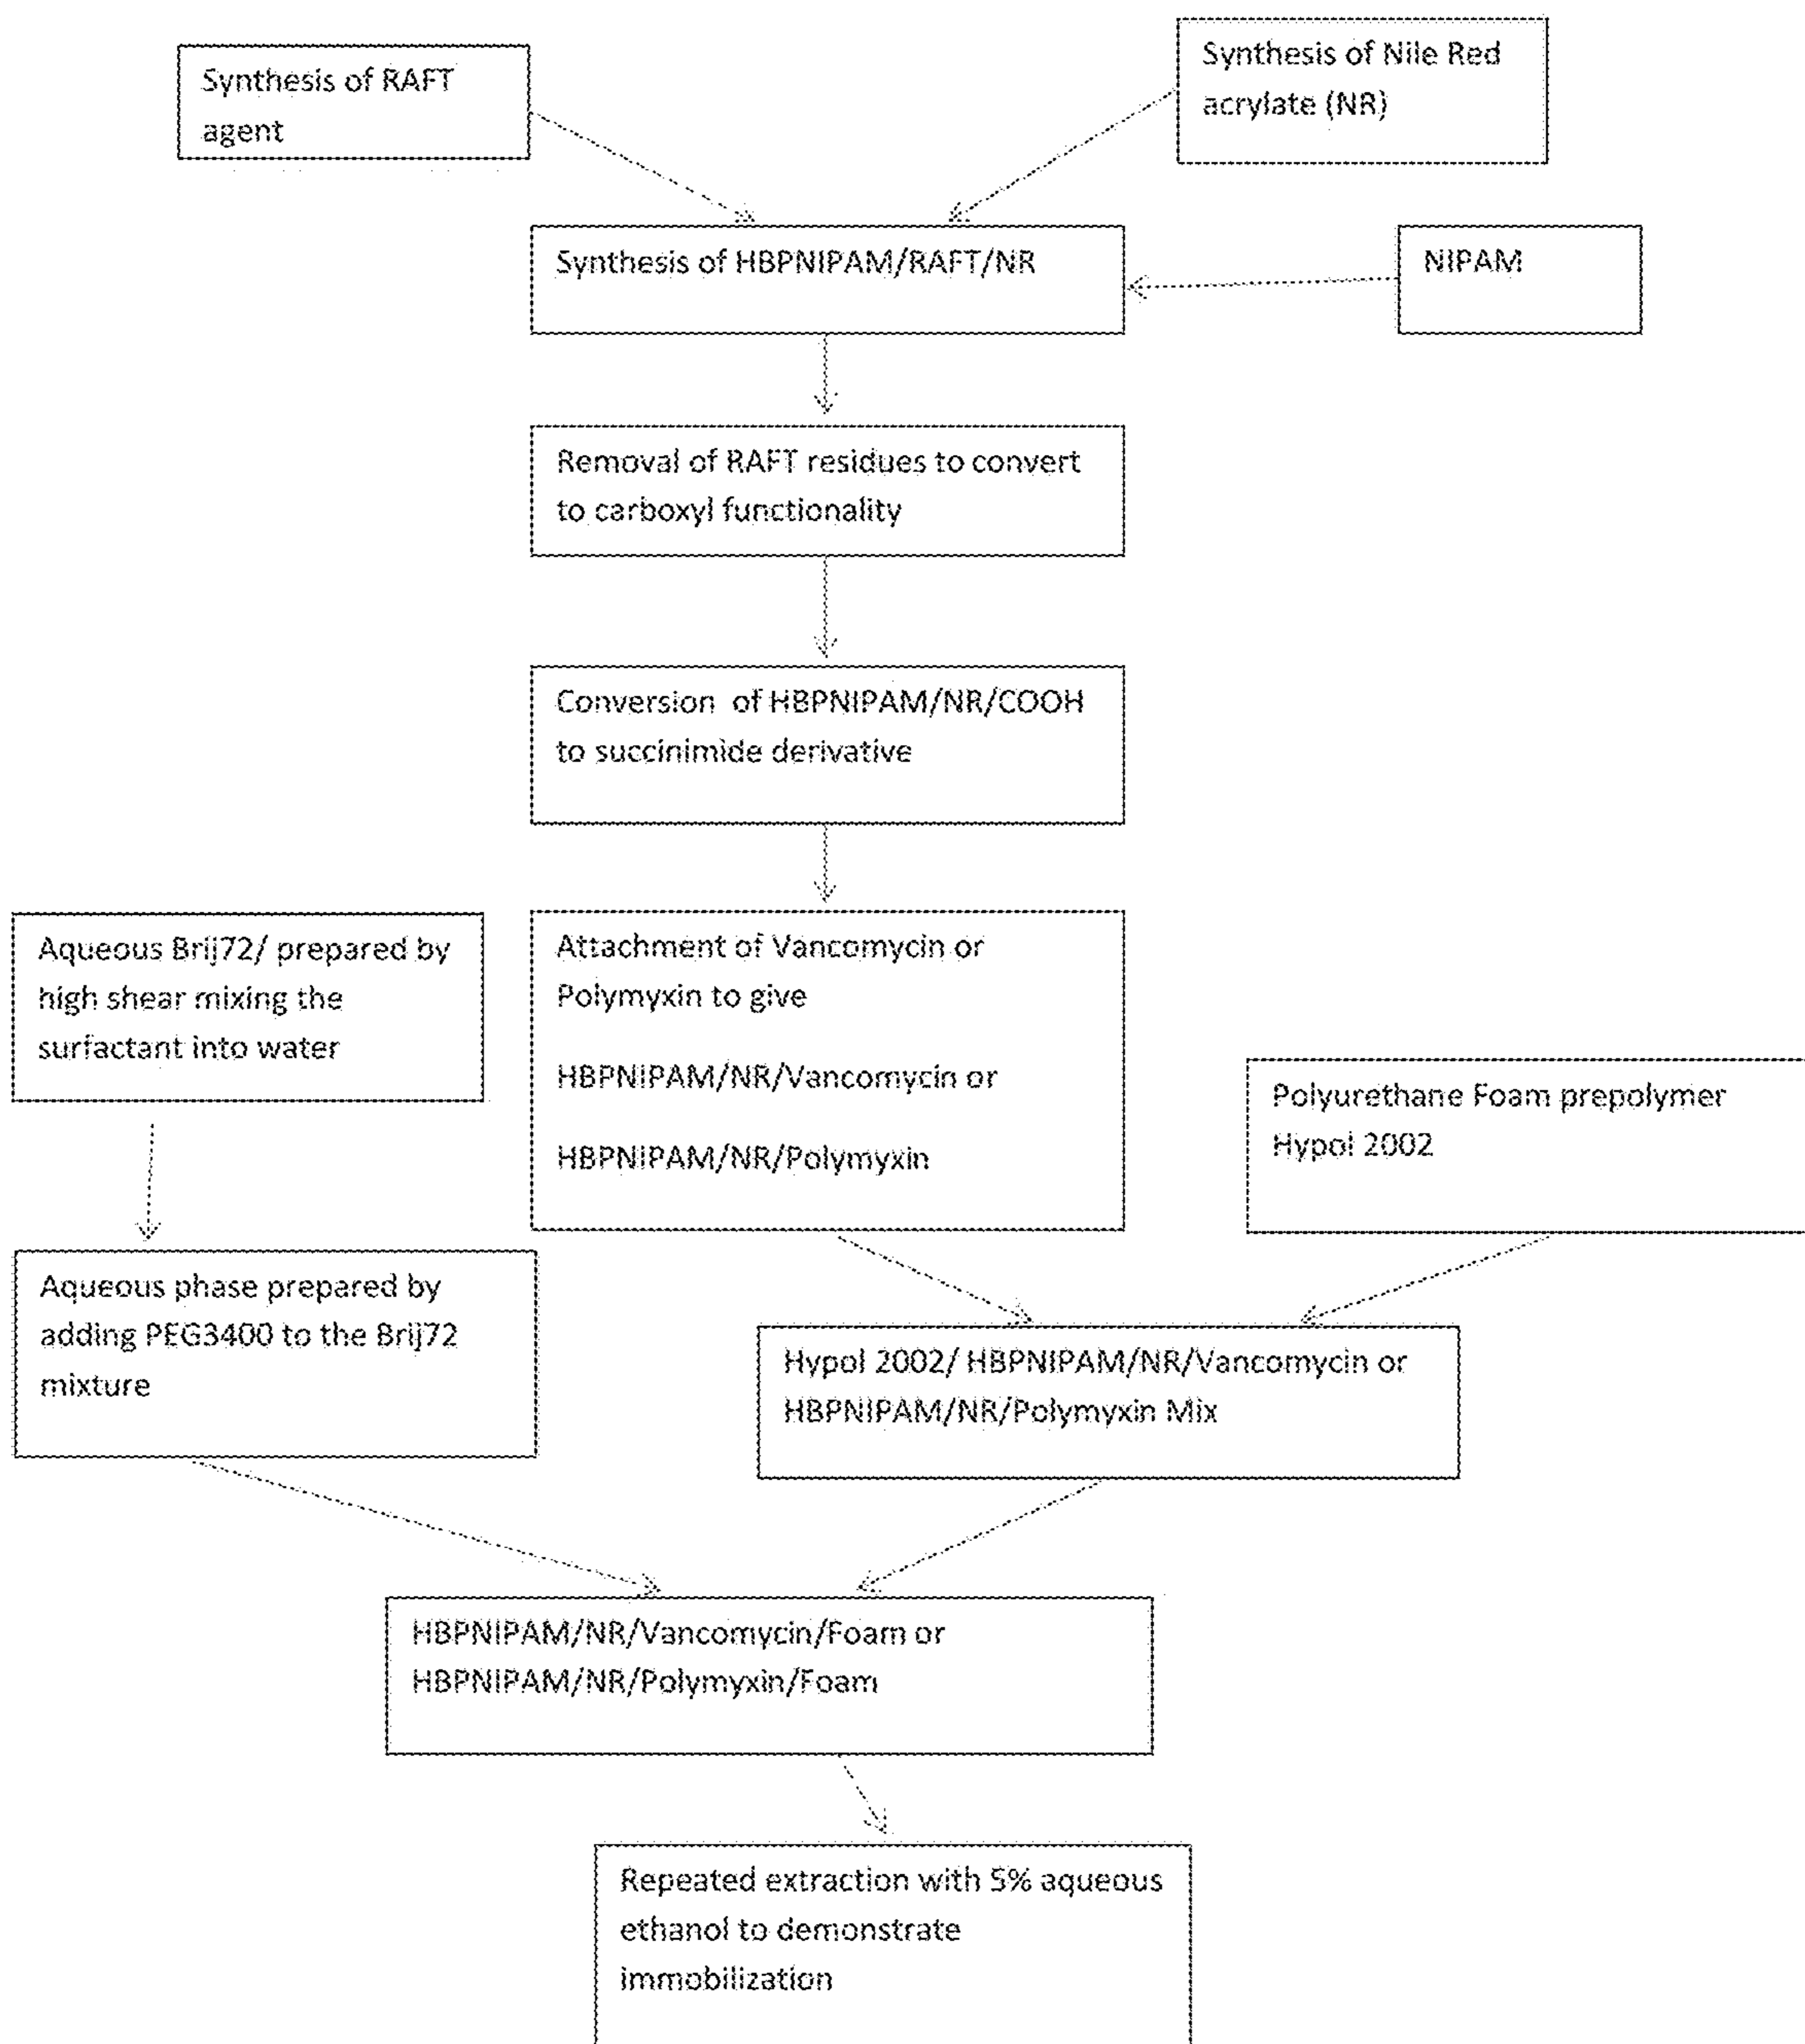 Synthesis of RAFT
agent
Synthesis of Nile Red
acrylate (NR)
Synthesis of HBPNIPAM/RAFT/NR
NIPAM
Removal of RAFT residues to convert
to carboxyl functionality
Conversion of HBPNIPAM/NR/COOH
to succinimide derivative
Aqueous Brij72/ prepared by
high shear mixing the
surfactant into water
Attachment of Vancomycin or
Polymyxin to give
HBPNIPAM/NR/Vancomycin or
HBPNIPAM/NR/Polymyxin
Polyurethane Foam prepolymer
Hypol 2002
Aqueous phase prepared by
adding PEG3400 to the Brij72
mixture
Hypol 2002/ HBPNIPAM/NR/Vancomycin or
HBPNIPAM/NR/Polymyxin Mix
HBPNIPAM/NR/Vancomycin/Foam or
HBPNIPAM/NR/Polymyxin/Foam
Repeated extraction with 5% aqueous
ethanol to demonstrate
immobilization